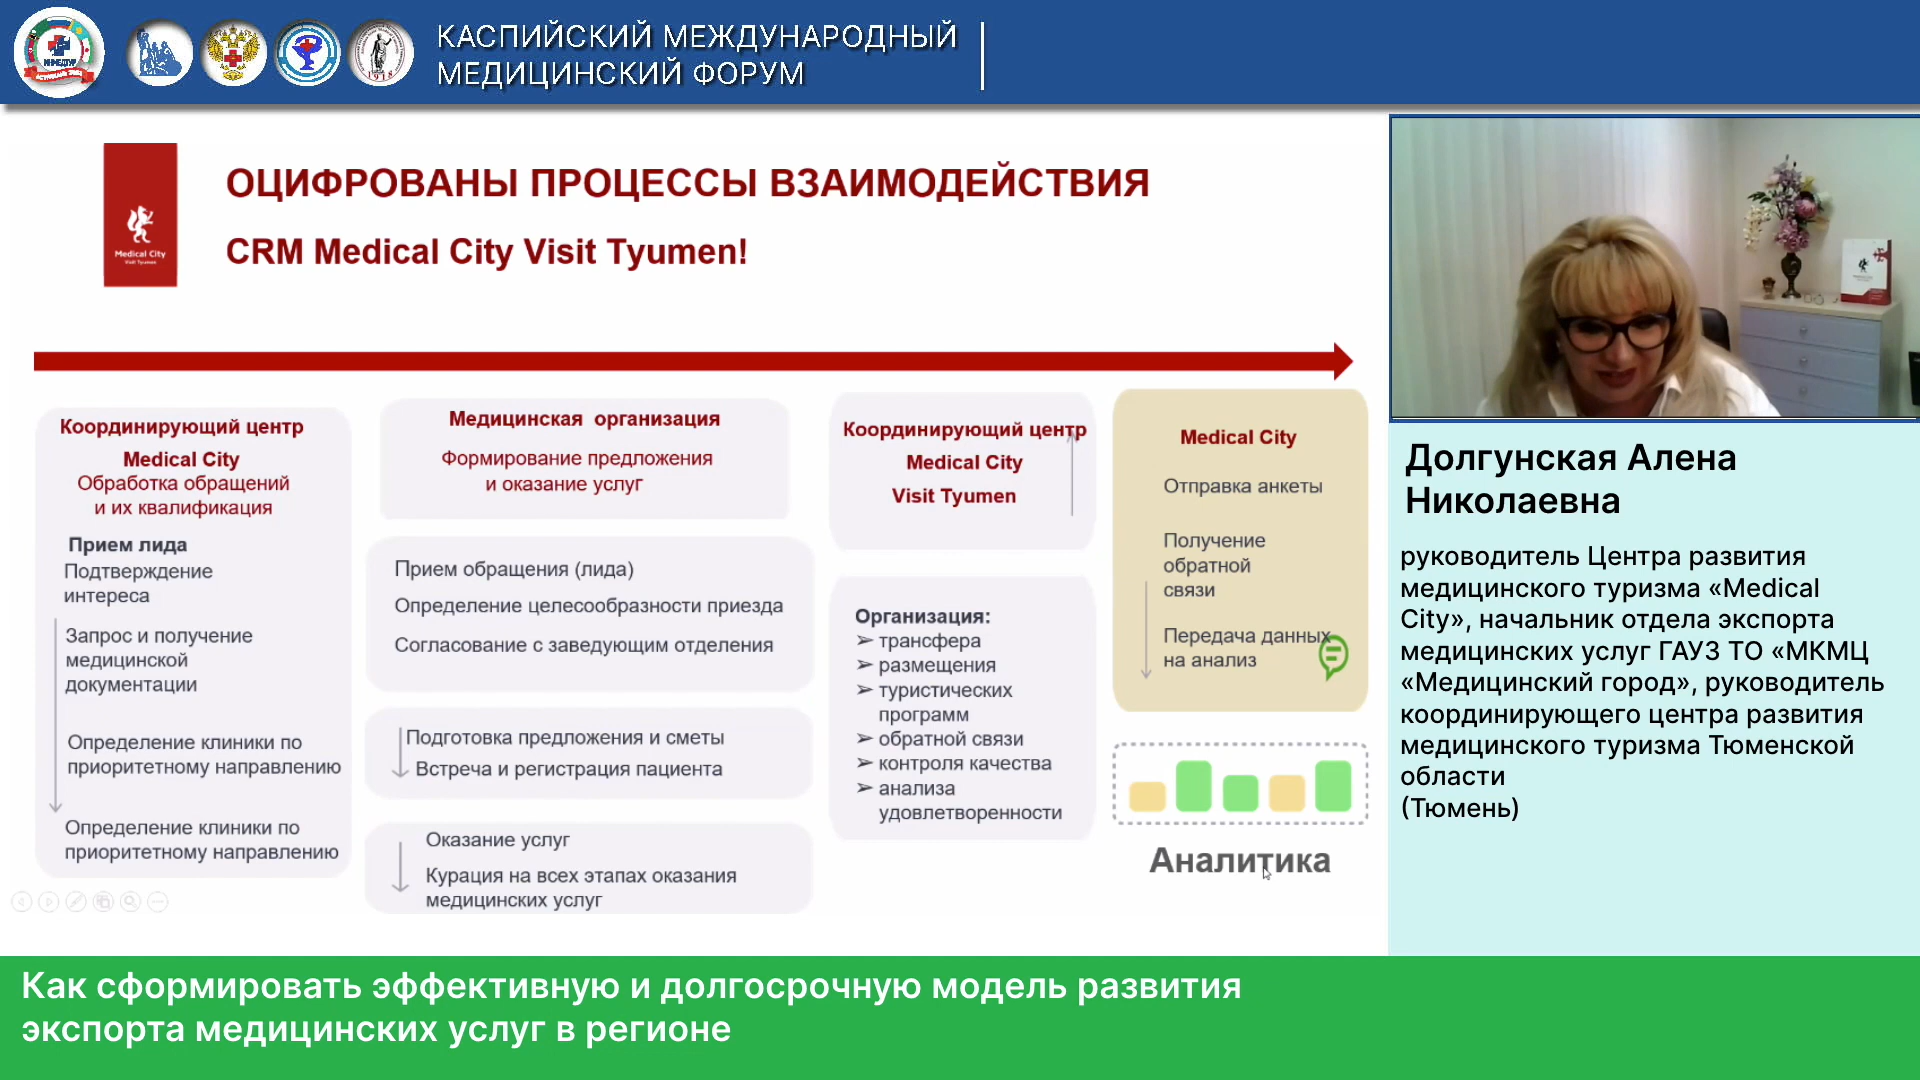 КАСПИЙСКИЙ МЕЖДУНАРОДНЫЙ
МЕДИЦИНСКИЙ ФОРУМ
1918
Medical City
Visit Tyumen
ОЦИФРОВАНЫ ПРОЦЕССЫ ВЗАИМОДЕЙСТВИЯ
CRM Medical City Visit Tyumen!
Координирующий центр
Medical City
Обработка обращений
и их квалификация
Прием лида
Подтверждение
интереса
Запрос и получение
медицинской
документации
Определение клиники по
приоритетному направлению
Определение клиники по
приоритетному направлению
Медицинская организация
Формирование предложения
и оказание услуг
Прием обращения (лида)
Определение целесообразности приезда
Согласование с заведующим отделения
Подготовка предложения и сметы
Встреча и регистрация пациента
Оказание услуг
Курация на всех этапах оказания
медицинских услуг
Координирующий центр
Medical City
Visit Tyumen
Организация:
➢ трансфера
➢ размещения
➢ туристических
программ
➢ обратной связи
➢ контроля качества
➢ анализа
удовлетворенности
Medical City
Отправка анкеты
Получение
обратной
связи
Передача данных
на анализ
Аналитика
Долгунская Алена
Николаевна
руководитель Центра развития
медицинского туризма «Medical
City», начальник отдела экспорта
медицинских услуг ГАУЗ ТО «МКМЦ
«Медицинский город», руководитель
координирующего центра развития
медицинского туризма Тюменской
области
(Тюмень)
Как сформировать эффективную и долгосрочную модель развития
экспорта медицинских услуг в регионе